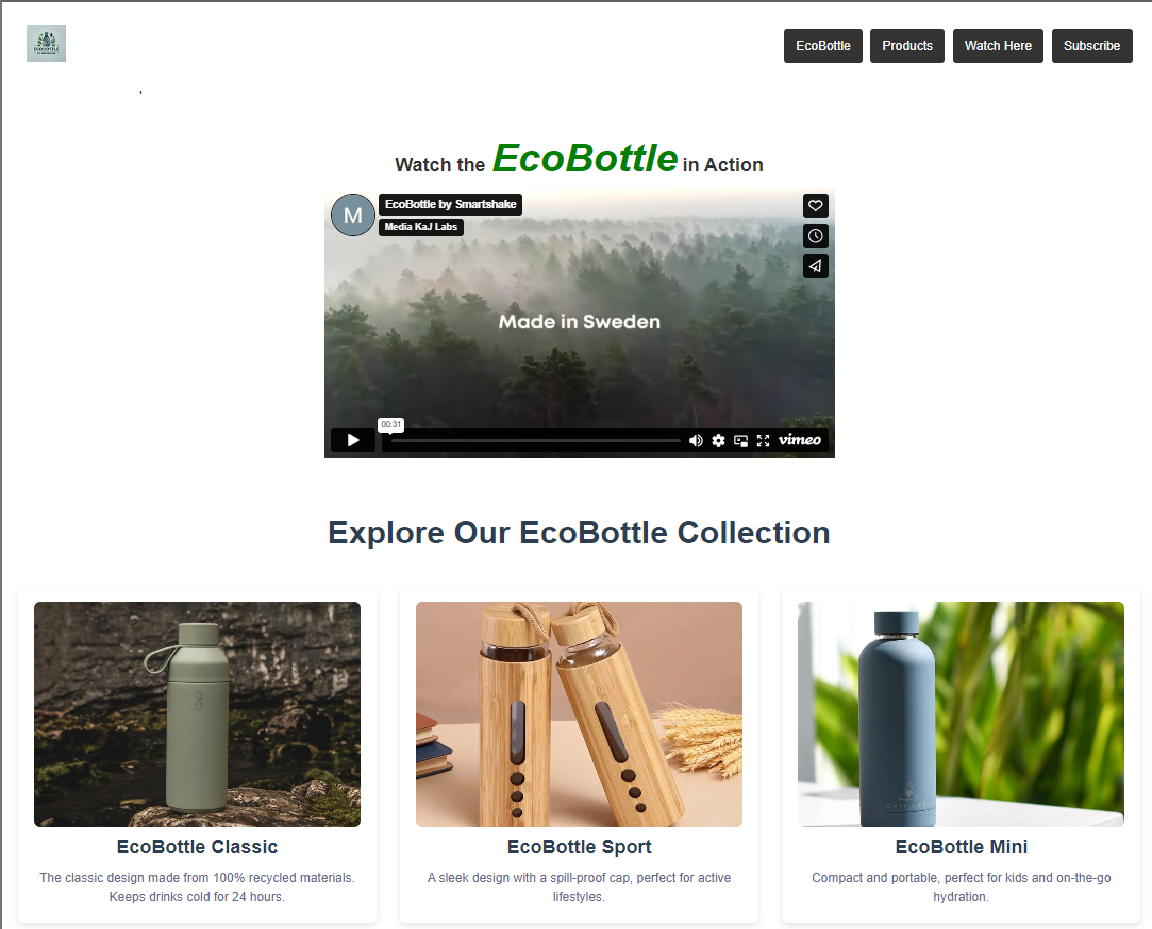 ECOBOTTLE
EcoBottle
Products
Watch Here
Subscribe
Watch the EcoBottle in Action
M
EcoBottle by Smartshake
Media KaJ Labs
Made in Sweden
00:31
vimeo
Explore Our EcoBottle Collection
EcoBottle Classic
The classic design made from 100% recycled materials.
Keeps drinks cold for 24 hours.
EcoBottle Sport
A sleek design with a spill-proof cap, perfect for active
lifestyles.
EcoBottle Mini
Compact and portable, perfect for kids and on-the-go
hydration.